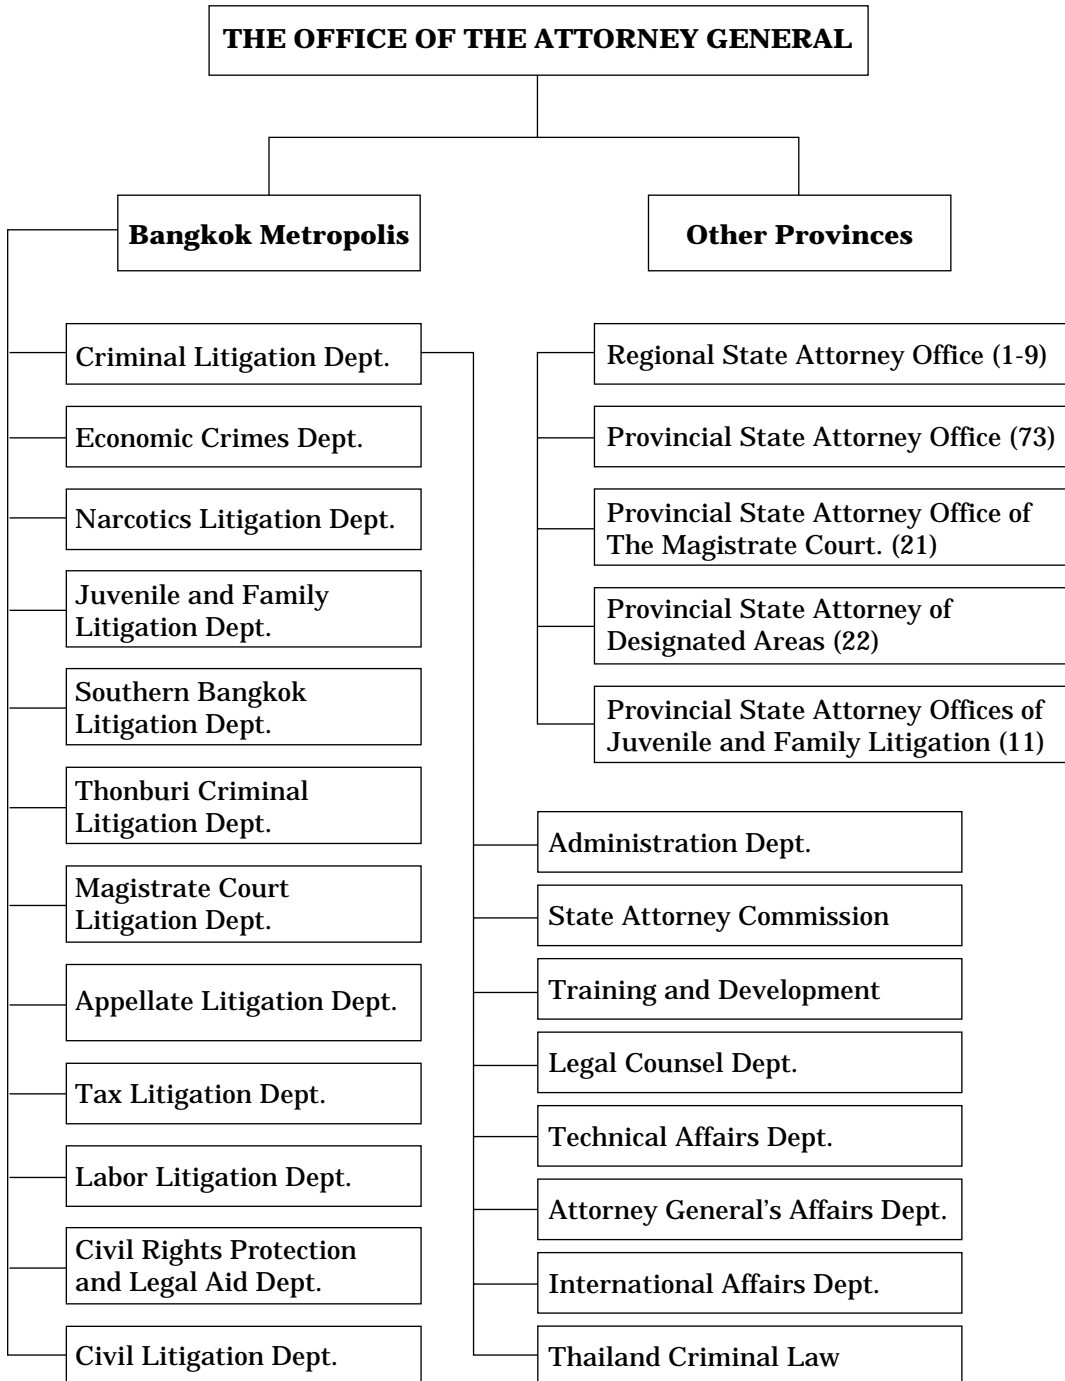 THE OFFICE OF THE ATTORNEY GENERAL
Bangkok Metropolis
Other Provinces
Criminal Litigation Dept.
Economic Crimes Dept.
Narcotics Litigation Dept.
Juvenile and Family
Litigation Dept.
Southern Bangkok
Litigation Dept.
Thonburi Criminal
Litigation Dept.
Magistrate Court
Litigation Dept.
Appellate Litigation Dept.
Tax Litigation Dept.
Labor Litigation Dept.
Civil Rights Protection
and Legal Aid Dept.
Civil Litigation Dept.
Regional State Attorney Office (1-9)
Provincial State Attorney Office (73)
Provincial State Attorney Office of
The Magistrate Court. (21)
Provincial State Attorney of
Designated Areas (22)
Provincial State Attorney Offices of
Juvenile and Family Litigation (11)
Administration Dept.
State Attorney Commission
Training and Development
Legal Counsel Dept.
Technical Affairs Dept.
Attorney General's Affairs Dept.
International Affairs Dept.
Thailand Criminal Law